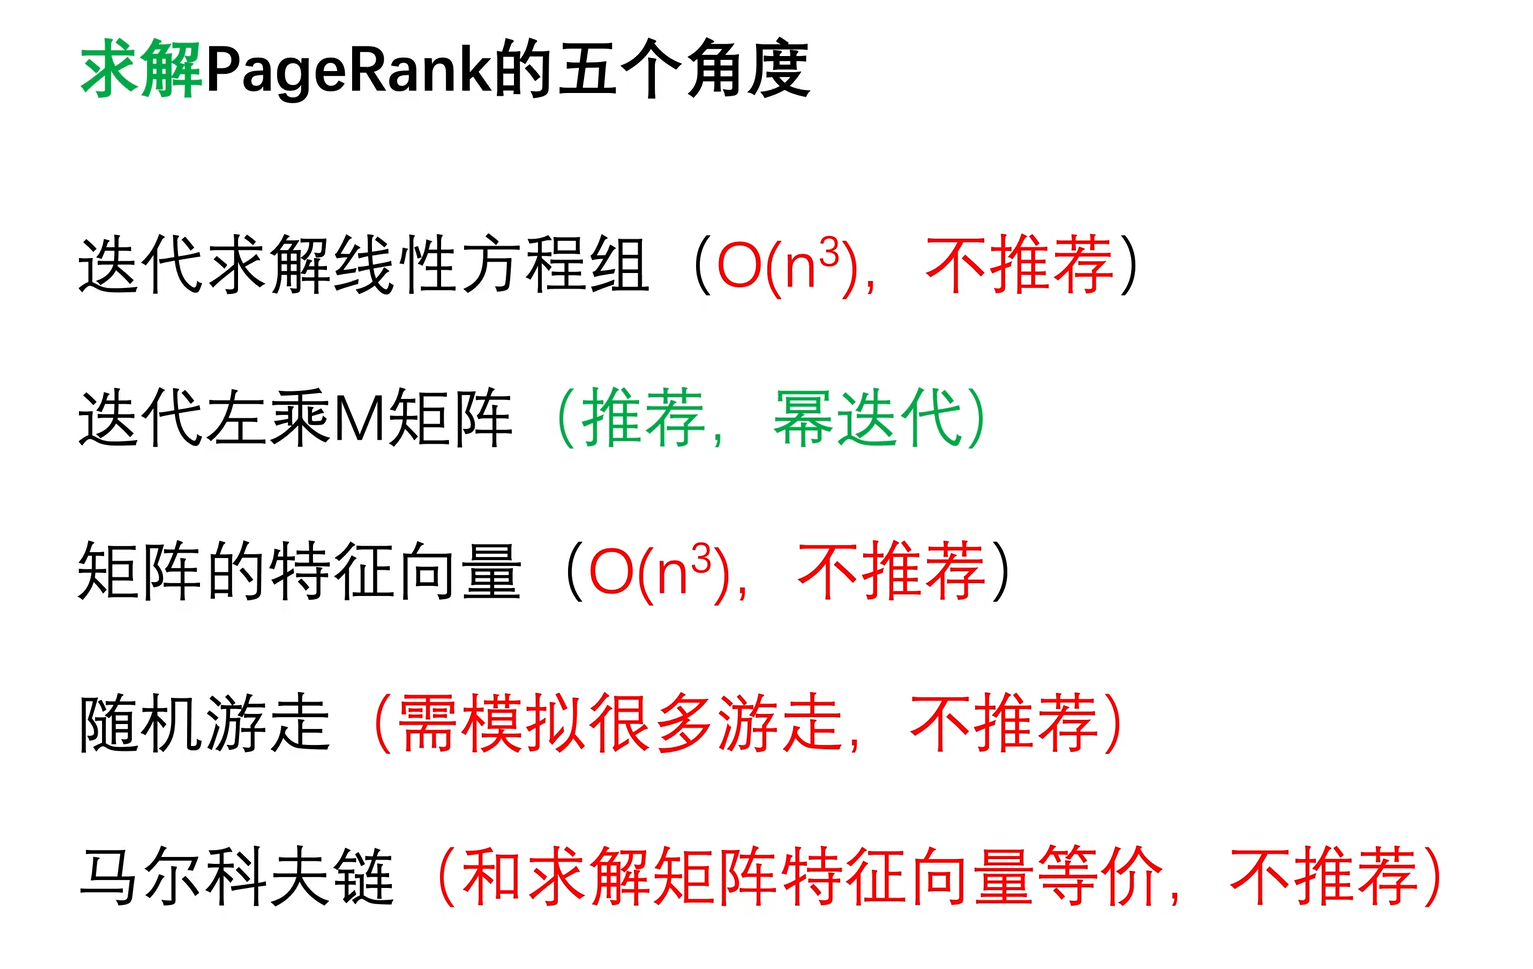 求解PageRank的五个角度
迭代求解线性方程组（O(n³)，不推荐）
迭代左乘M矩阵（推荐，幂迭代）
矩阵的特征向量（O(n³)，不推荐）
随机游走（需模拟很多游走，不推荐）
马尔科夫链（和求解矩阵特征向量等价，不推荐）